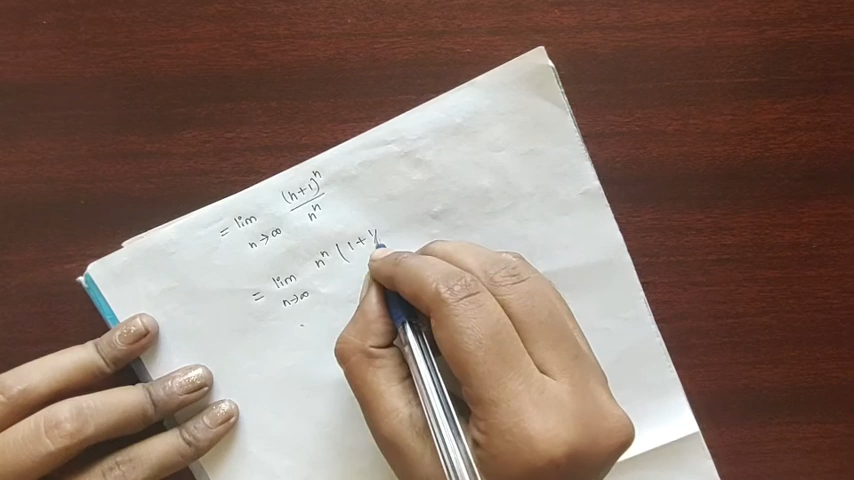 = lim n→∞ (n+1)^n / n^n
= lim n→∞ n^n (1 + 1/